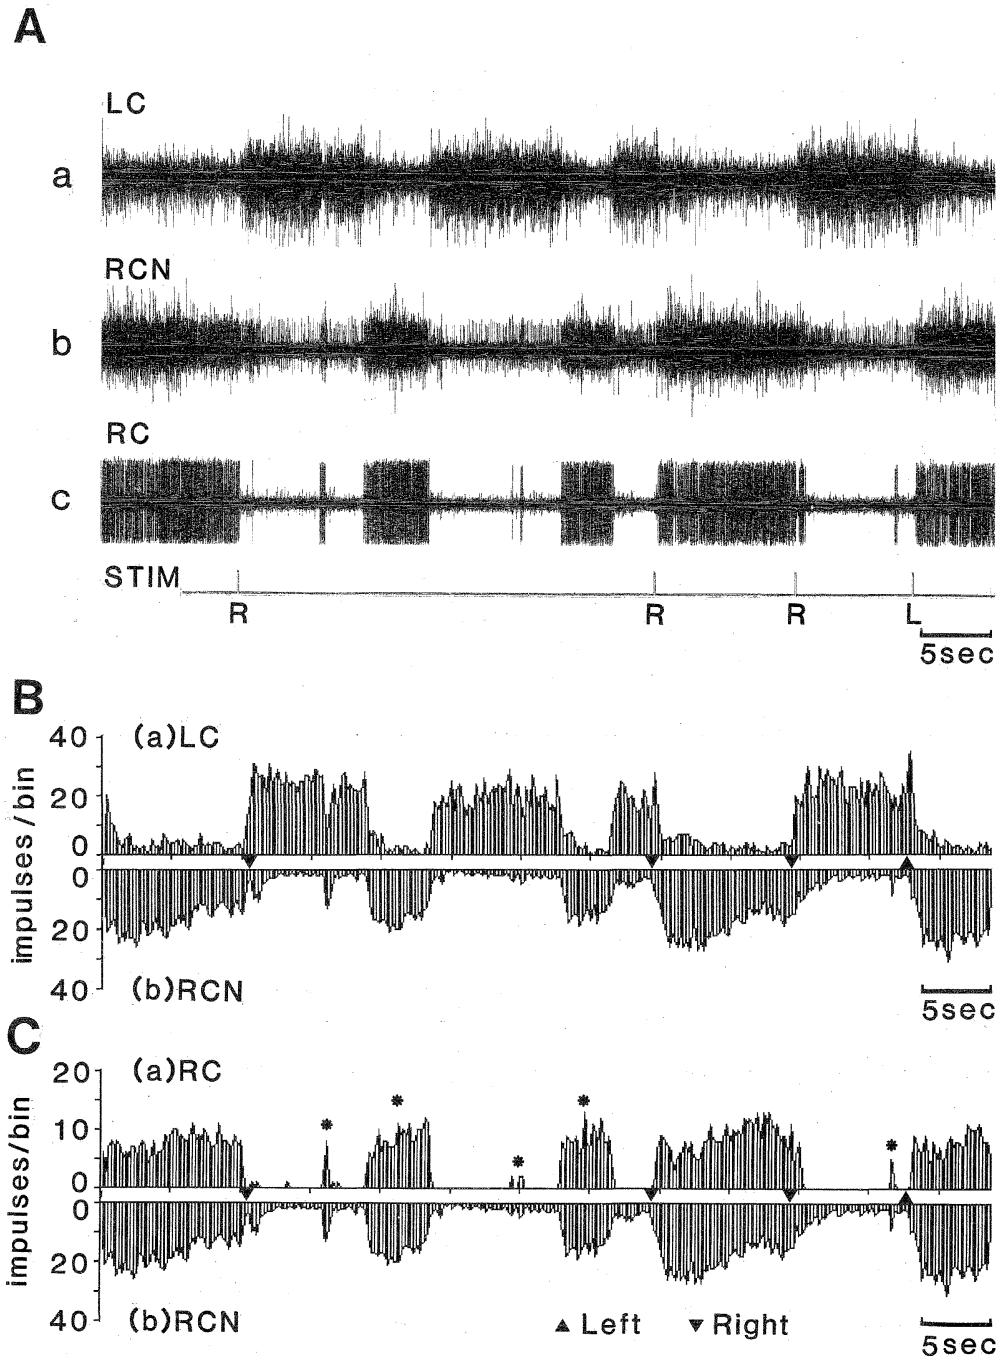 A
LC
a
RCN
b
RC
c
STIM
R R R L
5sec
B
40 (a)LC
20
0
0
20
40 (b)RCN
impulses / bin
5sec
C
20 (a)RC
10
0
0
20
40 (b)RCN
impulses/bin
* * * * *
▲ Left ▼ Right
5sec